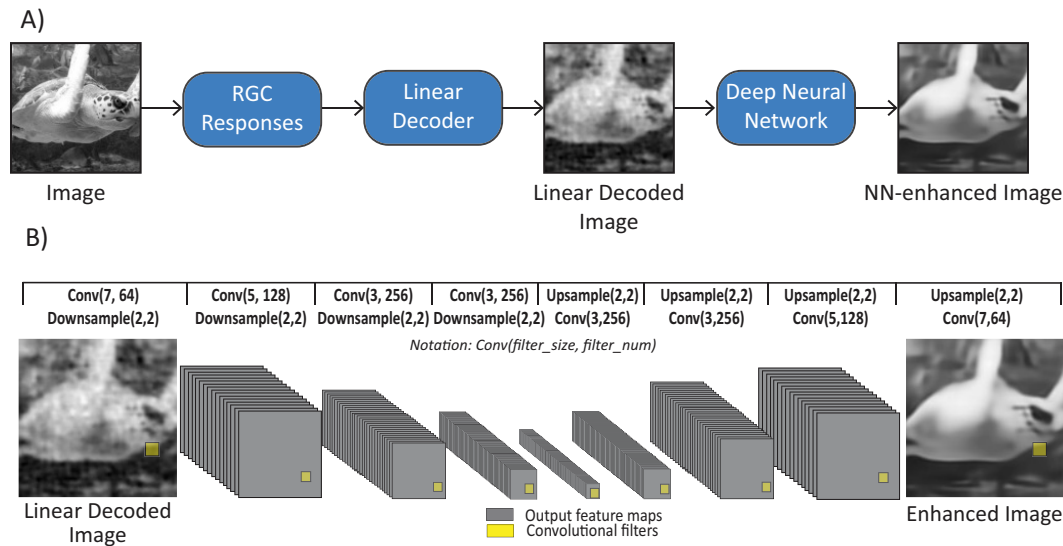 A)
RGC
Responses
Linear
Decoder
Deep Neural
Network
Image
Linear Decoded
Image
NN-enhanced Image
B)
Conv(7, 64)
Downsample(2,2)
Conv(5, 128)
Downsample(2,2)
Conv(3, 256)
Downsample(2,2)
Conv(3, 256)
Downsample(2,2)
Upsample(2,2)
Conv(3,256)
Upsample(2,2)
Conv(3,256)
Upsample(2,2)
Conv(5,128)
Upsample(2,2)
Conv(7,64)
Notation: Conv(filter_size, filter_num)
Linear Decoded
Image
Output feature maps
Convolutional filters
Enhanced Image